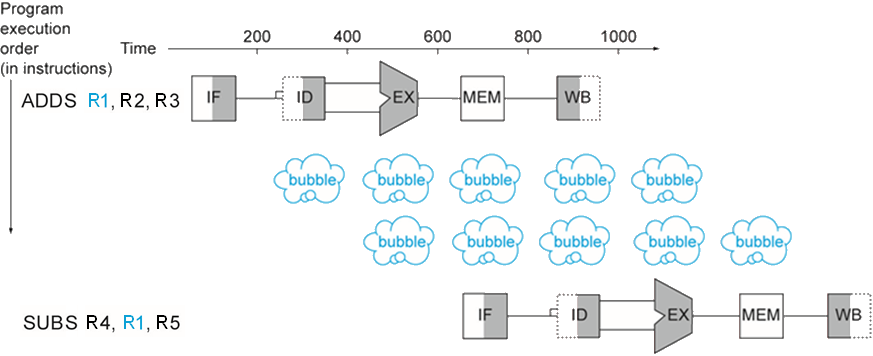 Program
execution
order
(in instructions)
Time
200 400 600 800 1000
ADDS R1, R2, R3
IF ID EX MEM WB
bubble bubble bubble bubble bubble
bubble bubble bubble bubble bubble
SUBS R4, R1, R5
IF ID EX MEM WB